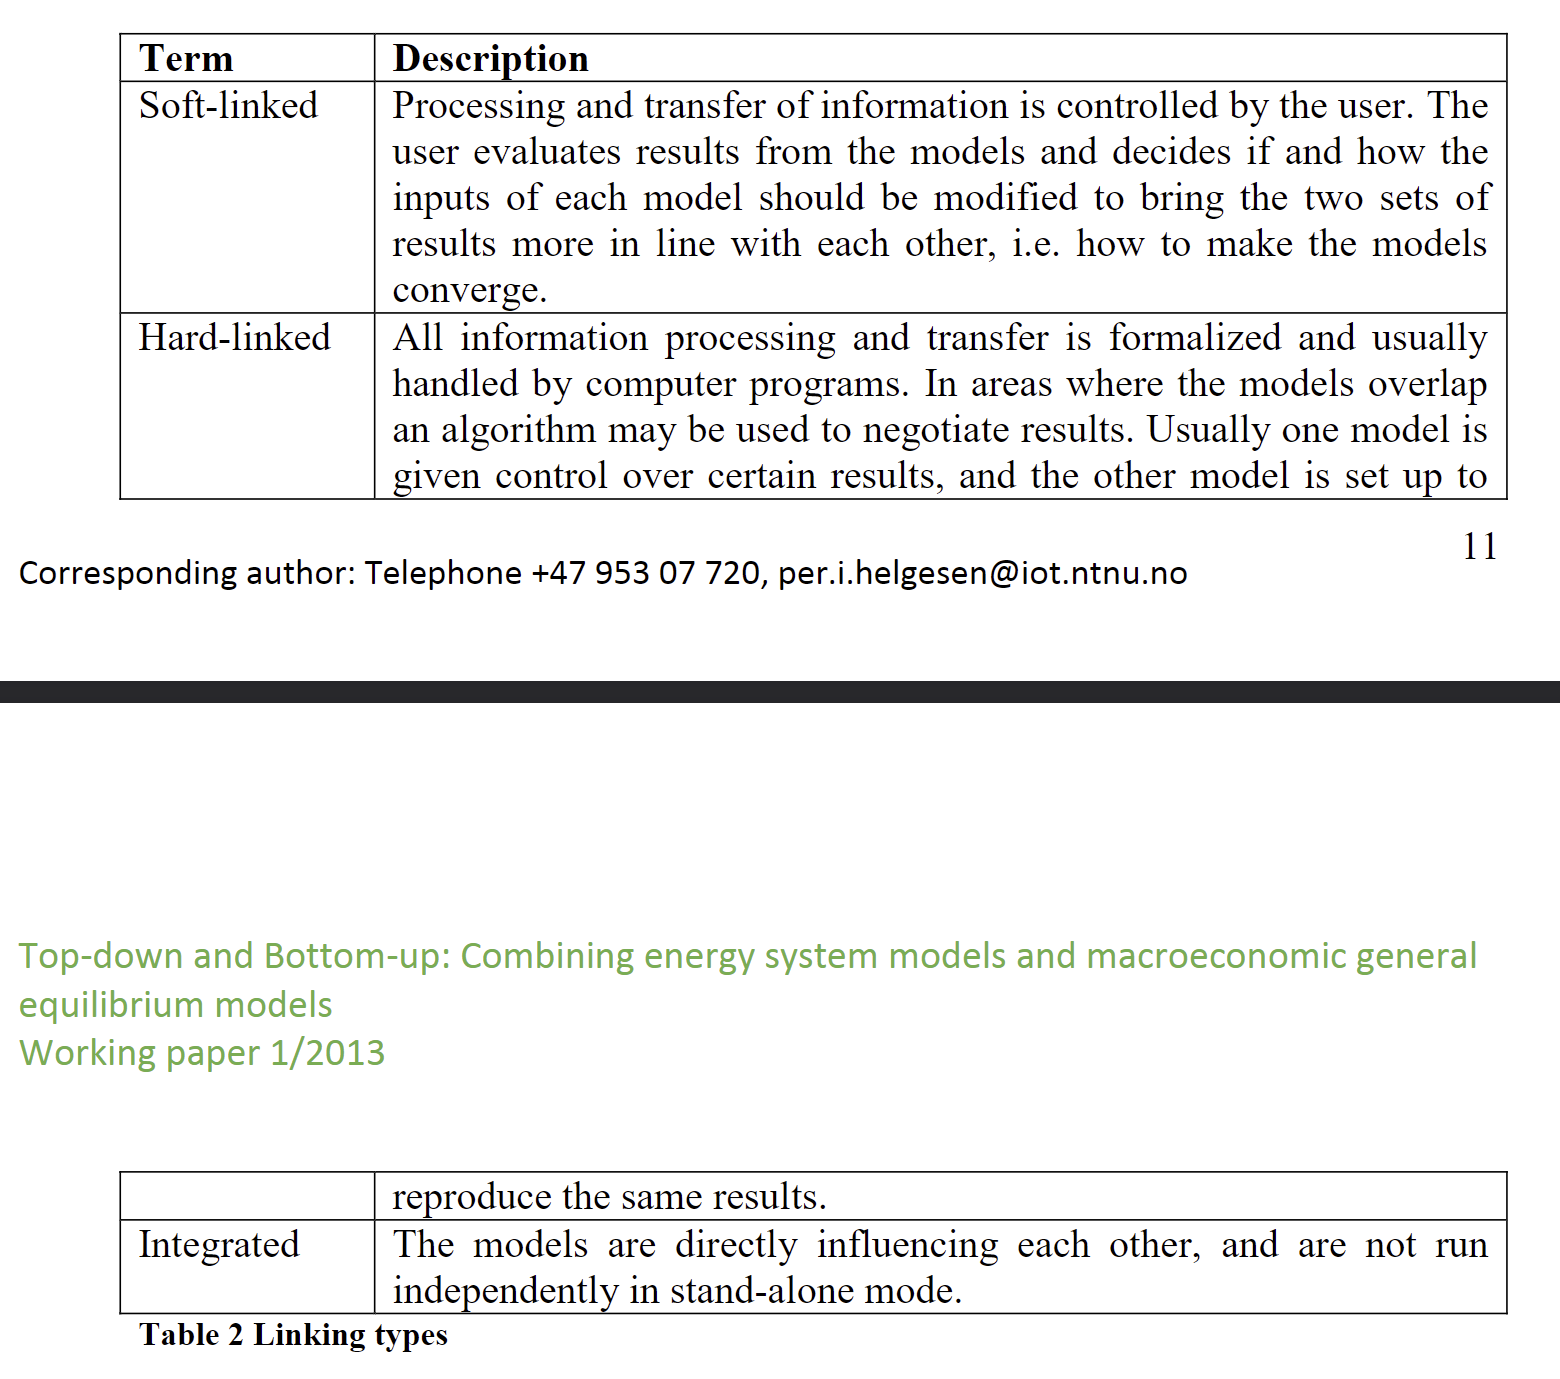 Term Description
Soft-linked Processing and transfer of information is controlled by the user. The
user evaluates results from the models and decides if and how the
inputs of each model should be modified to bring the two sets of
results more in line with each other, i.e. how to make the models
converge.
Hard-linked All information processing and transfer is formalized and usually
handled by computer programs. In areas where the models overlap
an algorithm may be used to negotiate results. Usually one model is
given control over certain results, and the other model is set up to
11
Corresponding author: Telephone +47 953 07 720, per.i.helgesen@iot.ntnu.no
Top-down and Bottom-up: Combining energy system models and macroeconomic general
equilibrium models
Working paper 1/2013
reproduce the same results.
Integrated The models are directly influencing each other, and are not run
independently in stand-alone mode.
Table 2 Linking types